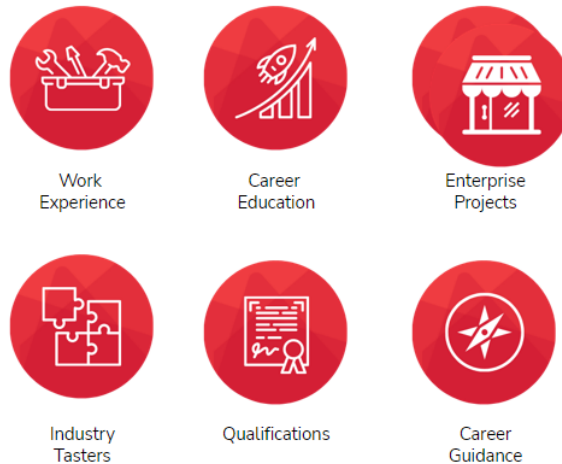 Work
Experience
Career
Education
Enterprise
Projects
Industry
Tasters
Qualifications
Career
Guidance